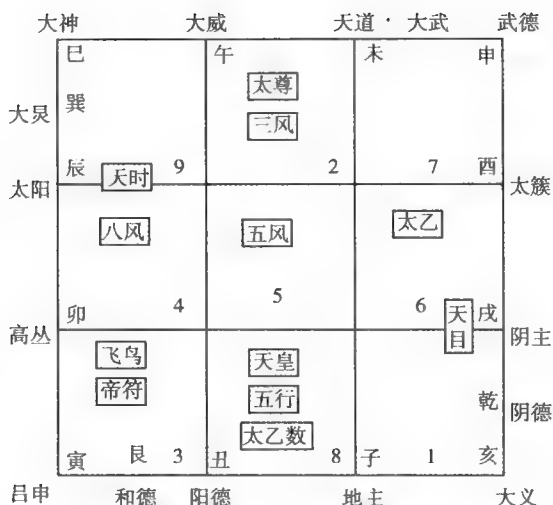 大神 大威 天道·大武 武德
巳 午 未 申
大炅 巽 太尊
三风
辰 9 2 7 酉
太阳 天时 太簇
八风 五风 太乙
卯 4 5 6 天目 戌
高丛 阴主
飞鸟 天皇
帝符 五行 乾 阴德
太乙数
寅 艮 3 丑 8 子 1 亥
吕申 和德 阳德 地主 大义